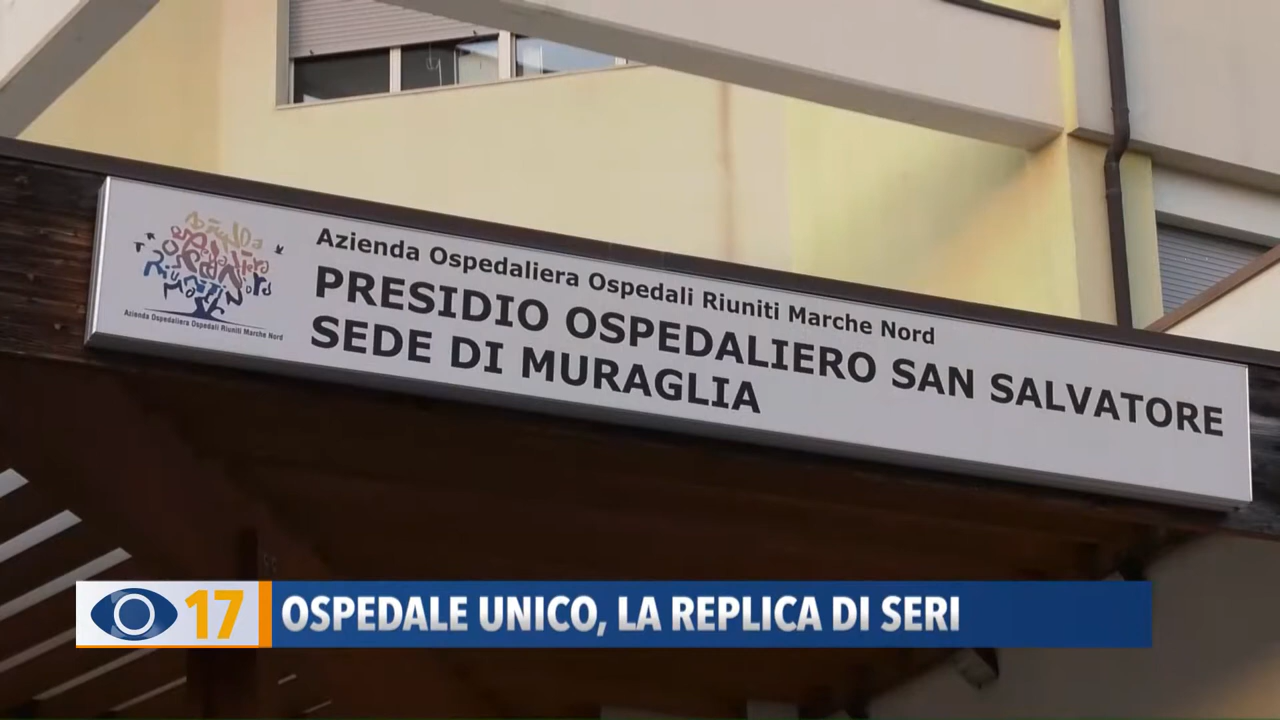 Azienda Ospedaliera Ospedali Riuniti Marche Nord
PRESIDIO OSPEDALIERO SAN SALVATORE
SEDE DI MURAGLIA
Azienda Ospedaliera Ospedali Riuniti Marche Nord
17
OSPEDALE UNICO, LA REPLICA DI SERI